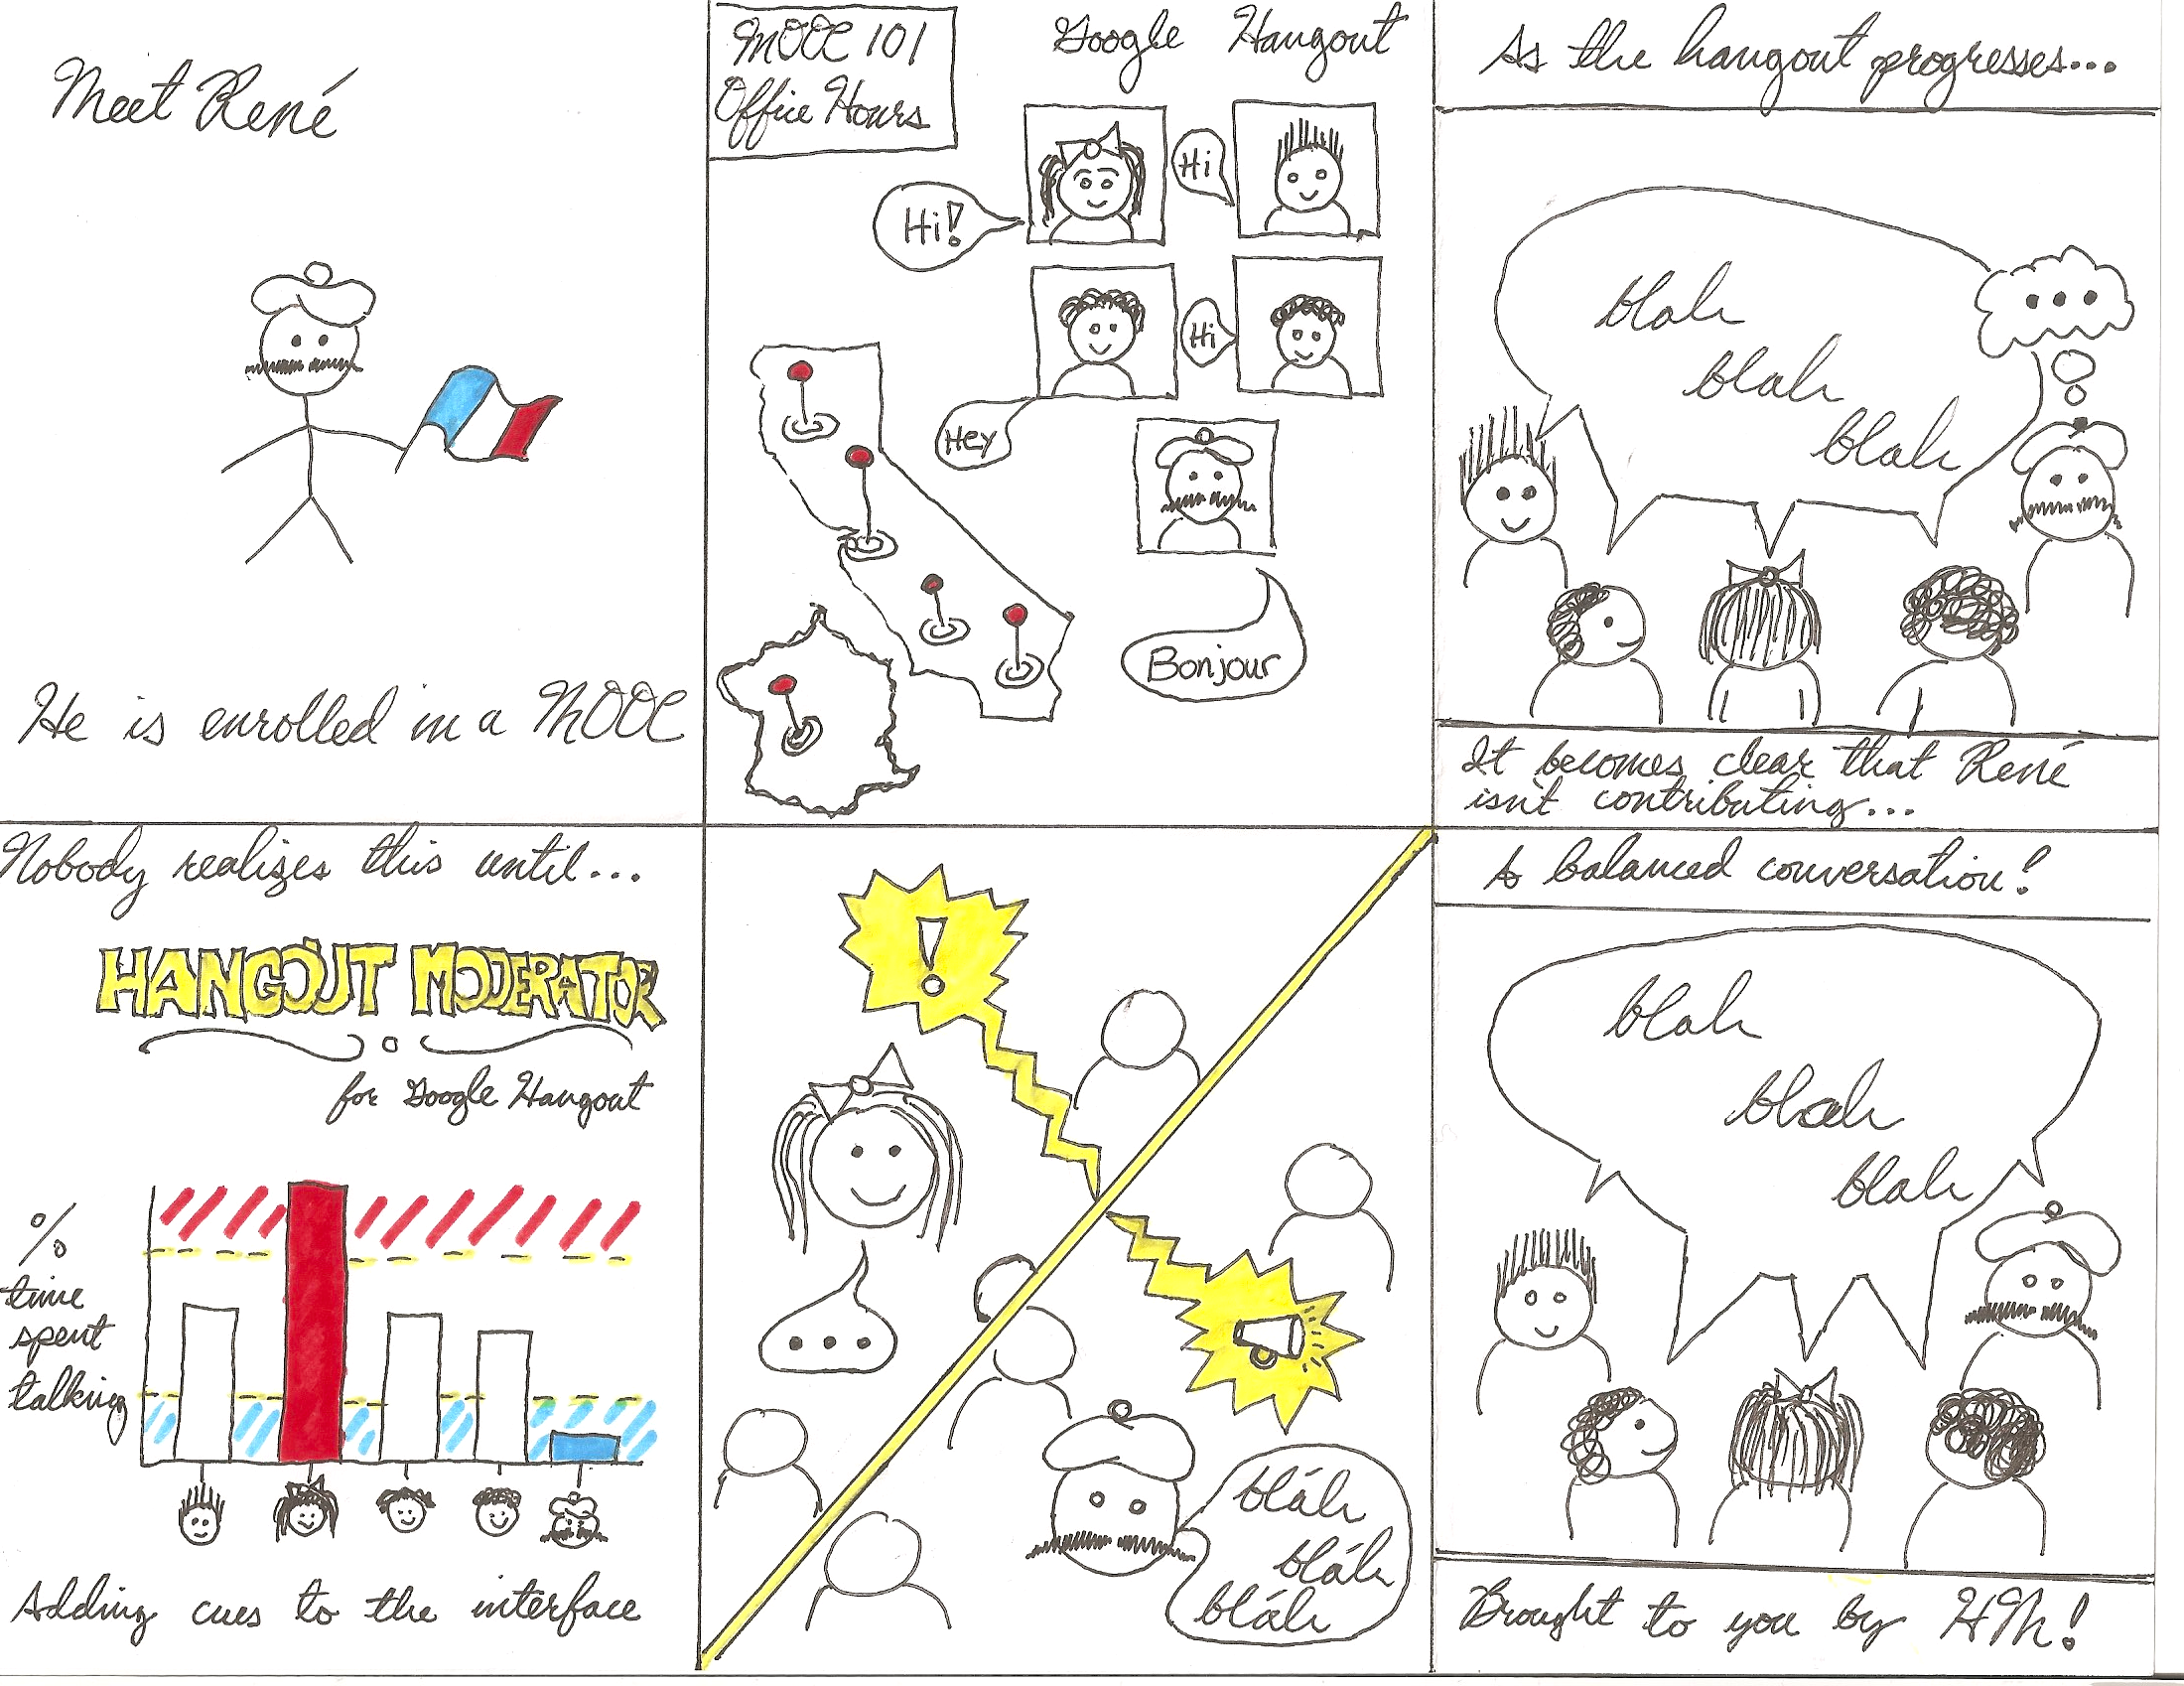 Meet René
He is enrolled in a MOOC
MOOC 101
Office Hours
Google Hangout
Hi!
Hi
Hey
Hi
Bonjour
As the hangout progresses...
blah
blah
blah
...
It becomes clear that René
isn't contributing...
Nobody realizes this until...
HANGOUT MODERATOR
for Google Hangout
%
time
spent
talking
Adding cues to the interface
!
...
bláh
bláh
bláh
A balanced conversation!
blah
blah
blah
Brought to you by HM!